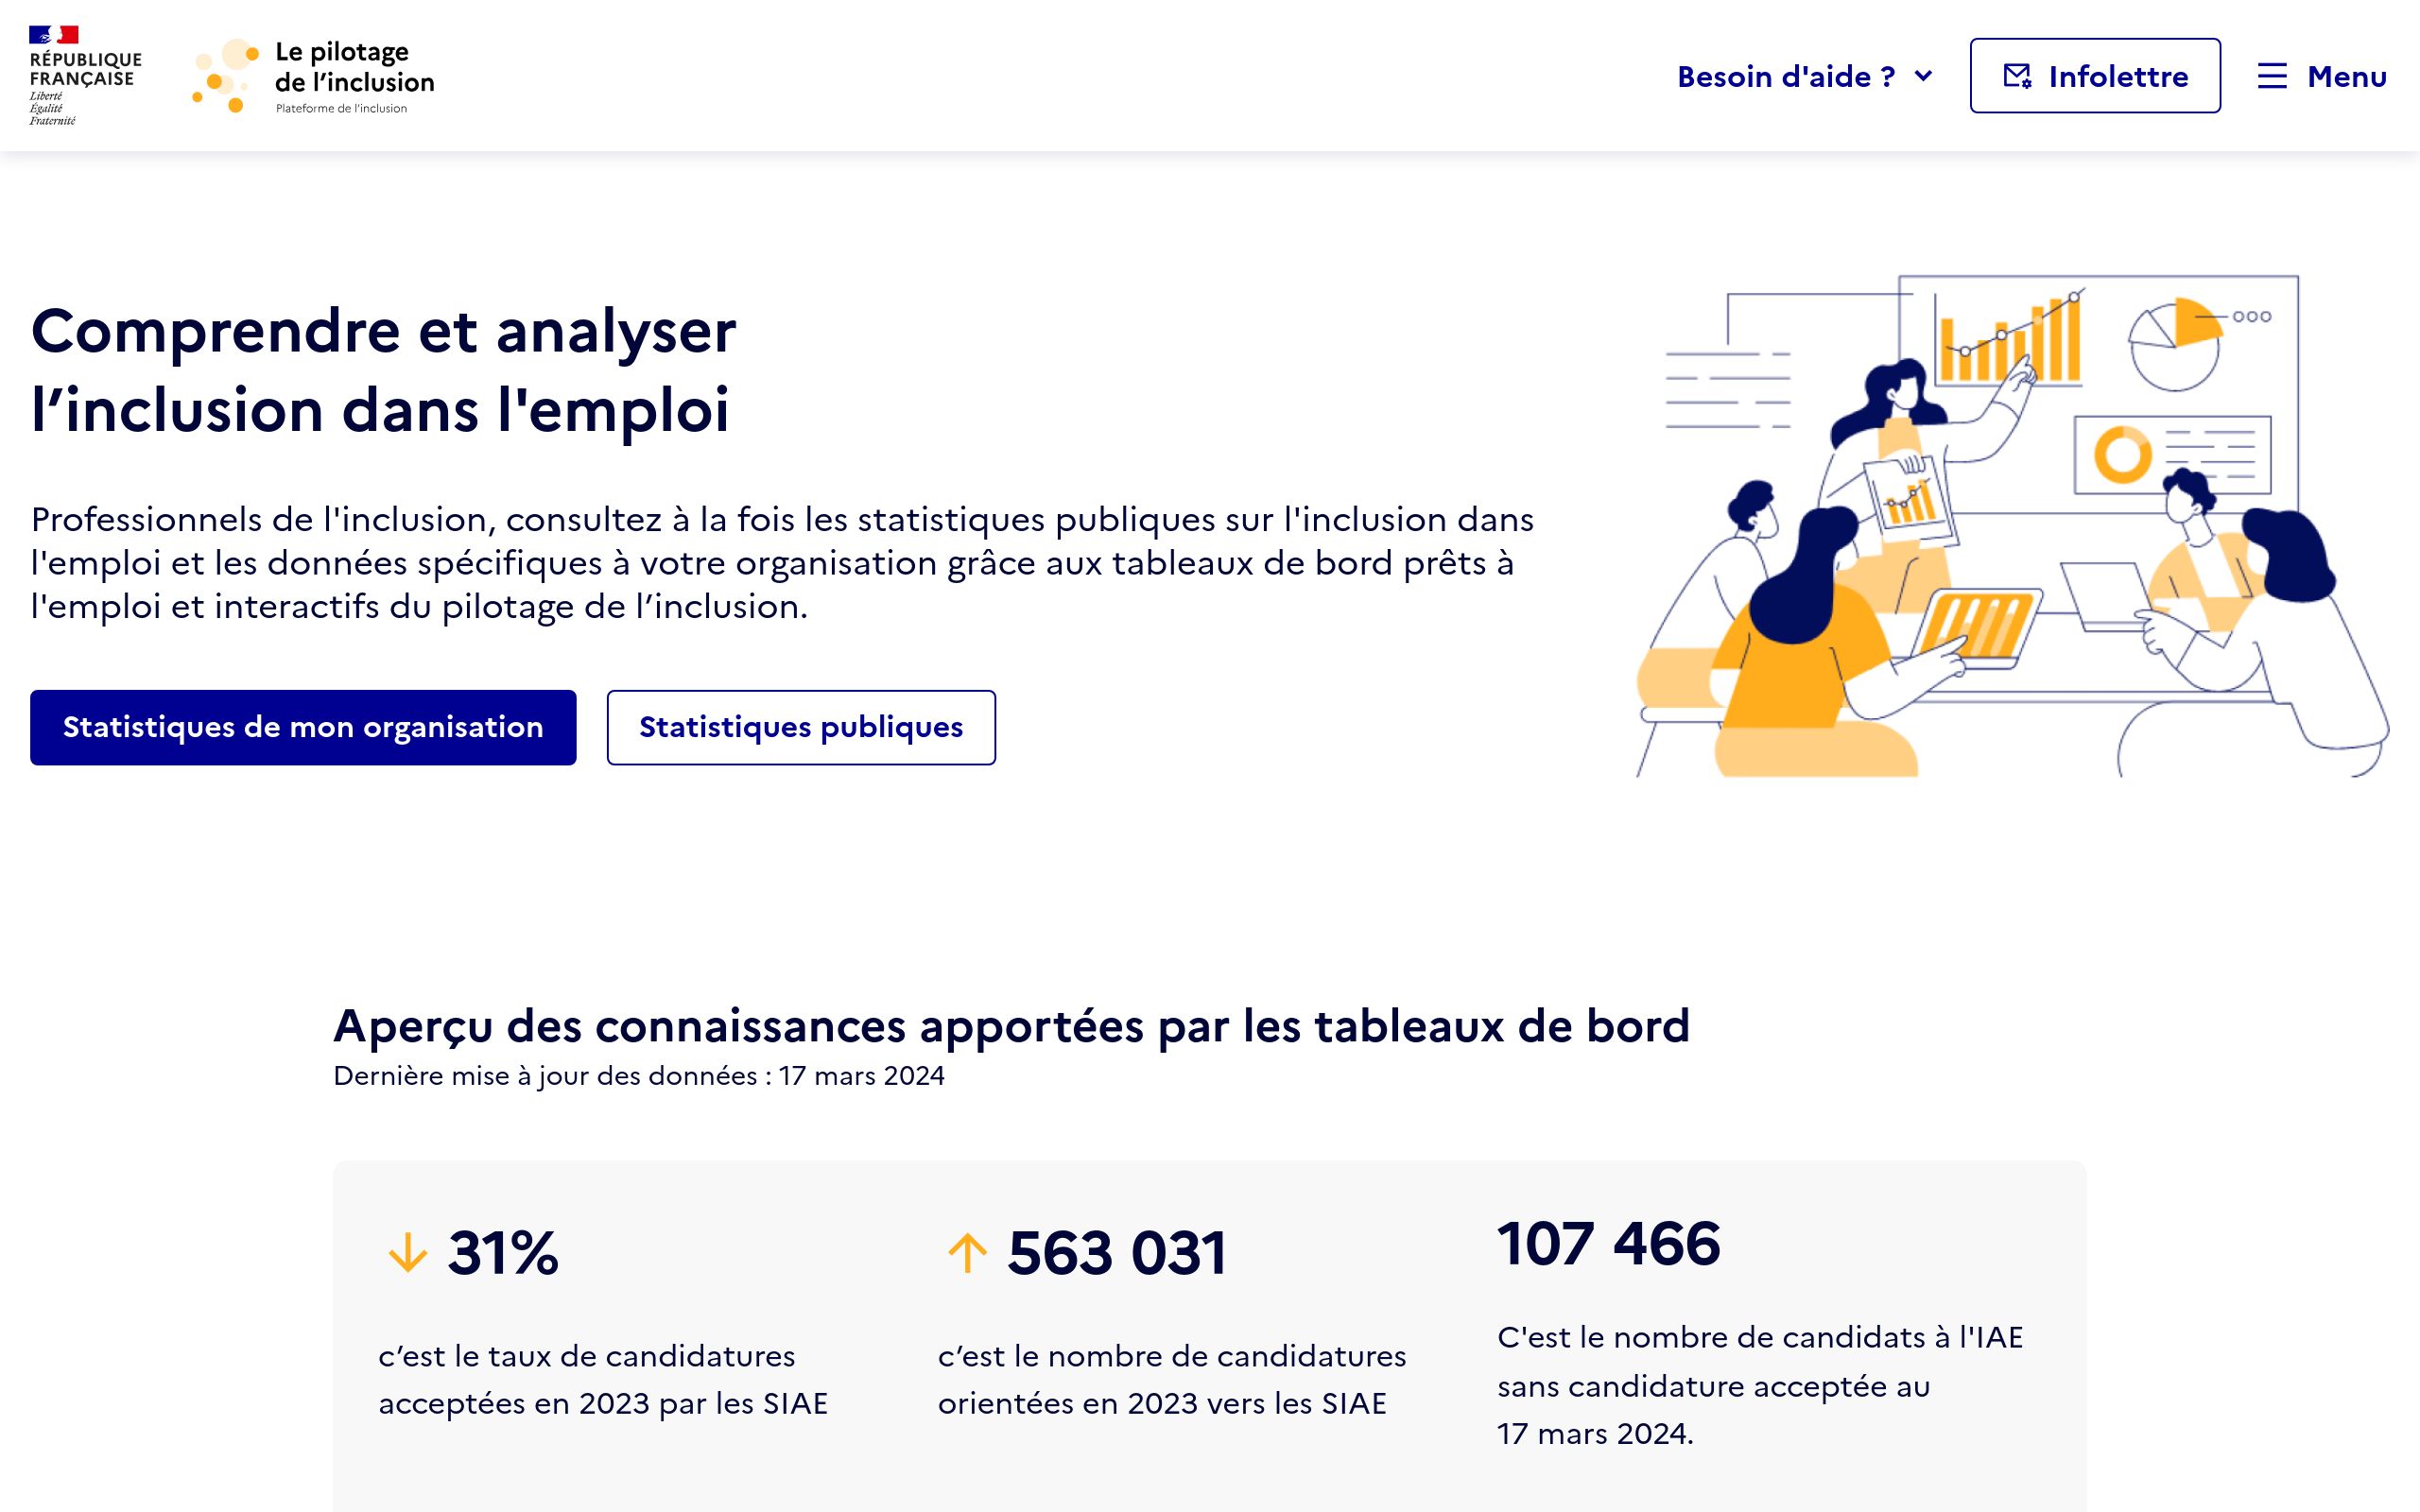 RÉPUBLIQUE
FRANÇAISE
Liberté
Égalité
Fraternité
Le pilotage
de l’inclusion
Plateforme de l’inclusion
Besoin d'aide ?
Infolettre
Menu
Comprendre et analyser
l’inclusion dans l'emploi
Professionnels de l'inclusion, consultez à la fois les statistiques publiques sur l'inclusion dans
l'emploi et les données spécifiques à votre organisation grâce aux tableaux de bord prêts à
l'emploi et interactifs du pilotage de l’inclusion.
Statistiques de mon organisation
Statistiques publiques
Aperçu des connaissances apportées par les tableaux de bord
Dernière mise à jour des données : 17 mars 2024
31%
c’est le taux de candidatures
acceptées en 2023 par les SIAE
563 031
c’est le nombre de candidatures
orientées en 2023 vers les SIAE
107 466
C'est le nombre de candidats à l'IAE
sans candidature acceptée au
17 mars 2024.